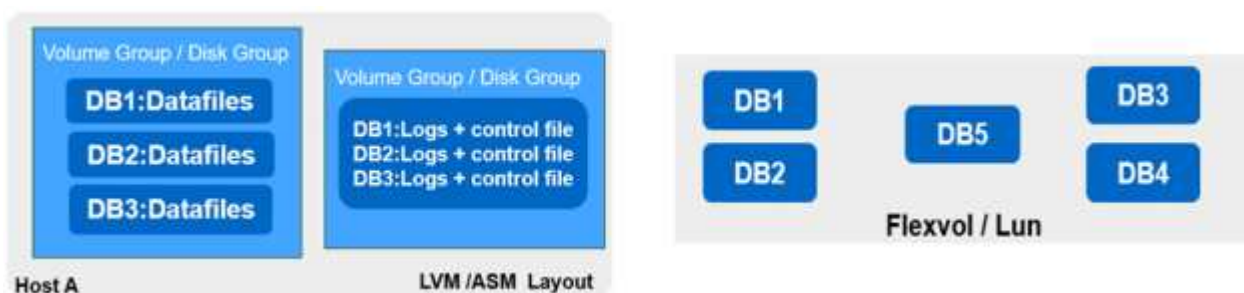 Volume Group / Disk Group
DB1:Datafiles
DB2:Datafiles
DB3:Datafiles
Volume Group / Disk Group
DB1:Logs + control file
DB2:Logs + control file
DB3:Logs + control file
Host A
LVM /ASM Layout
DB1
DB2
DB5
DB3
DB4
Flexvol / Lun